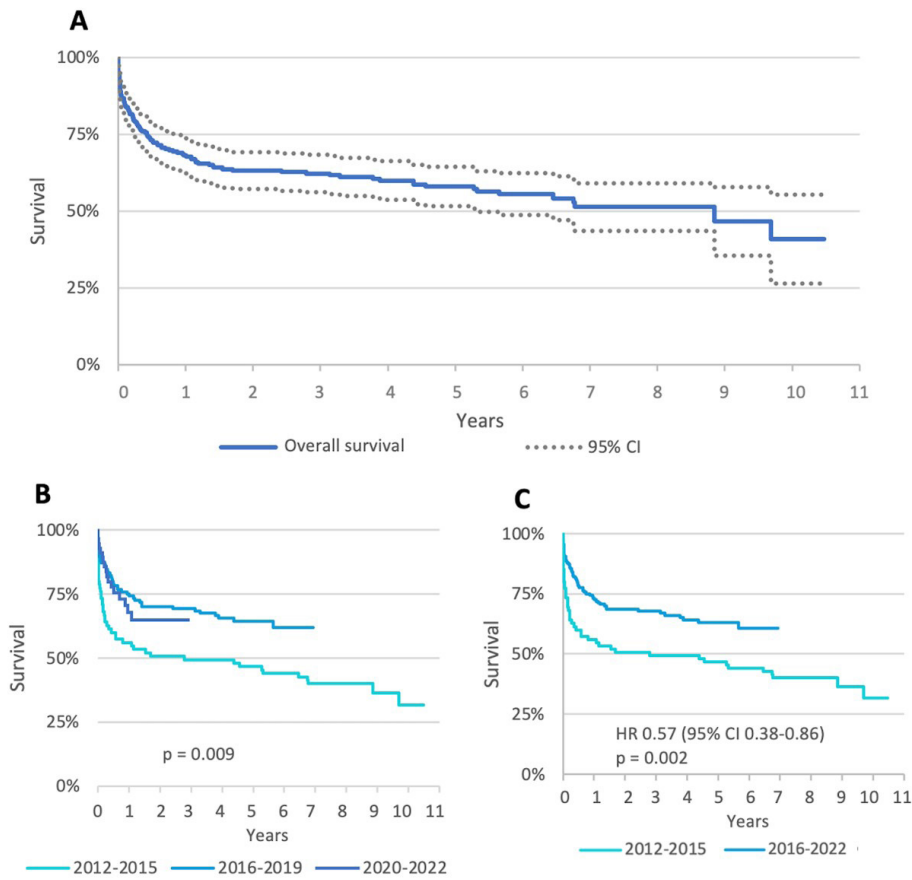 A
100%
75%
50%
25%
0%
Survival
0 1 2 3 4 5 6 7 8 9 10 11
Years
Overall survival 95% CI
B
100%
75%
50%
25%
0%
Survival
p = 0.009
0 1 2 3 4 5 6 7 8 9 10 11
Years
2012-2015 2016-2019 2020-2022
C
100%
75%
50%
25%
0%
Survival
HR 0.57 (95% CI 0.38-0.86)
p = 0.002
0 1 2 3 4 5 6 7 8 9 10 11
Years
2012-2015 2016-2022